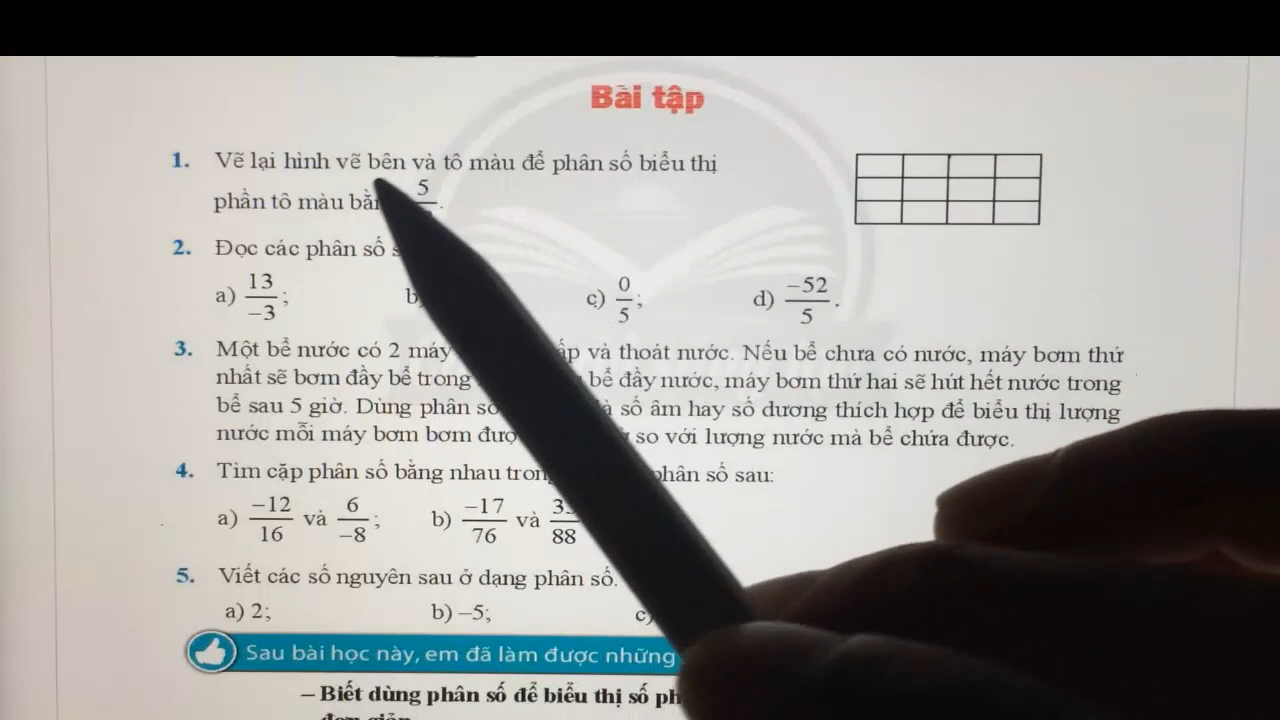 Bài tập
1. Vẽ lại hình vẽ bên và tô màu để phân số biểu thị
phần tô màu 5/
2. Đọc các phân số
a) 13/-3; b) c) 0/5; d) -52/5.
3. Một bể nước có 2 máy và thoát nước. Nếu bể chưa có nước, máy bơm thứ
nhất sẽ bơm đầy bể trong bể đầy nước, máy bơm thứ hai sẽ hút hết nước trong
bể sau 5 giờ. Dùng phân số số âm hay số dương thích hợp để biểu thị lượng
nước mỗi máy bơm bơm so với lượng nước mà bể chứa được.
4. Tìm cặp phân số bằng nhau phân số sau:
a) -12/16 và 6/-8; b) -17/76 và /88
5. Viết các số nguyên sau ở dạng phân số.
a) 2; b) –5; c)
Sau bài học này, em đã làm được những
– Biết dùng phân số để biểu thị số
đơn giản